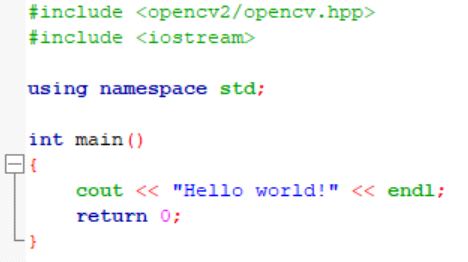 #include <opencv2/opencv.hpp>
#include <iostream>
using namespace std;
int main()
{
cout << "Hello world!" << endl;
return 0;
}